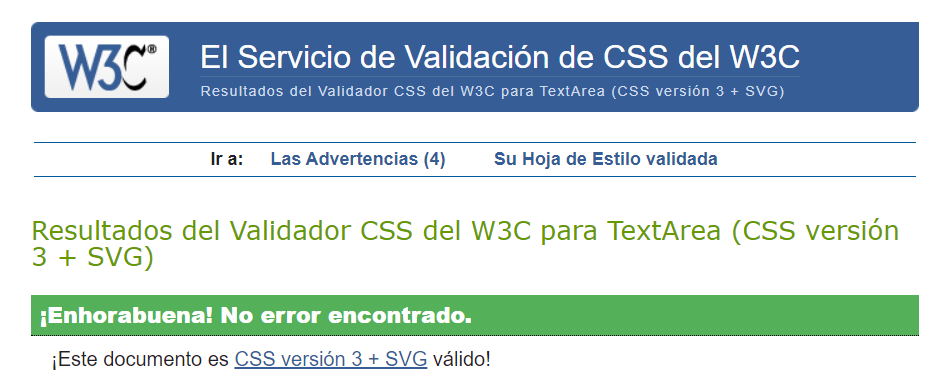 W3C®
El Servicio de Validación de CSS del W3C
Resultados del Validador CSS del W3C para TextArea (CSS versión 3 + SVG)
Ir a: Las Advertencias (4) Su Hoja de Estilo validada
Resultados del Validador CSS del W3C para TextArea (CSS versión
3 + SVG)
¡Enhorabuena! No error encontrado.
¡Este documento es CSS versión 3 + SVG válido!